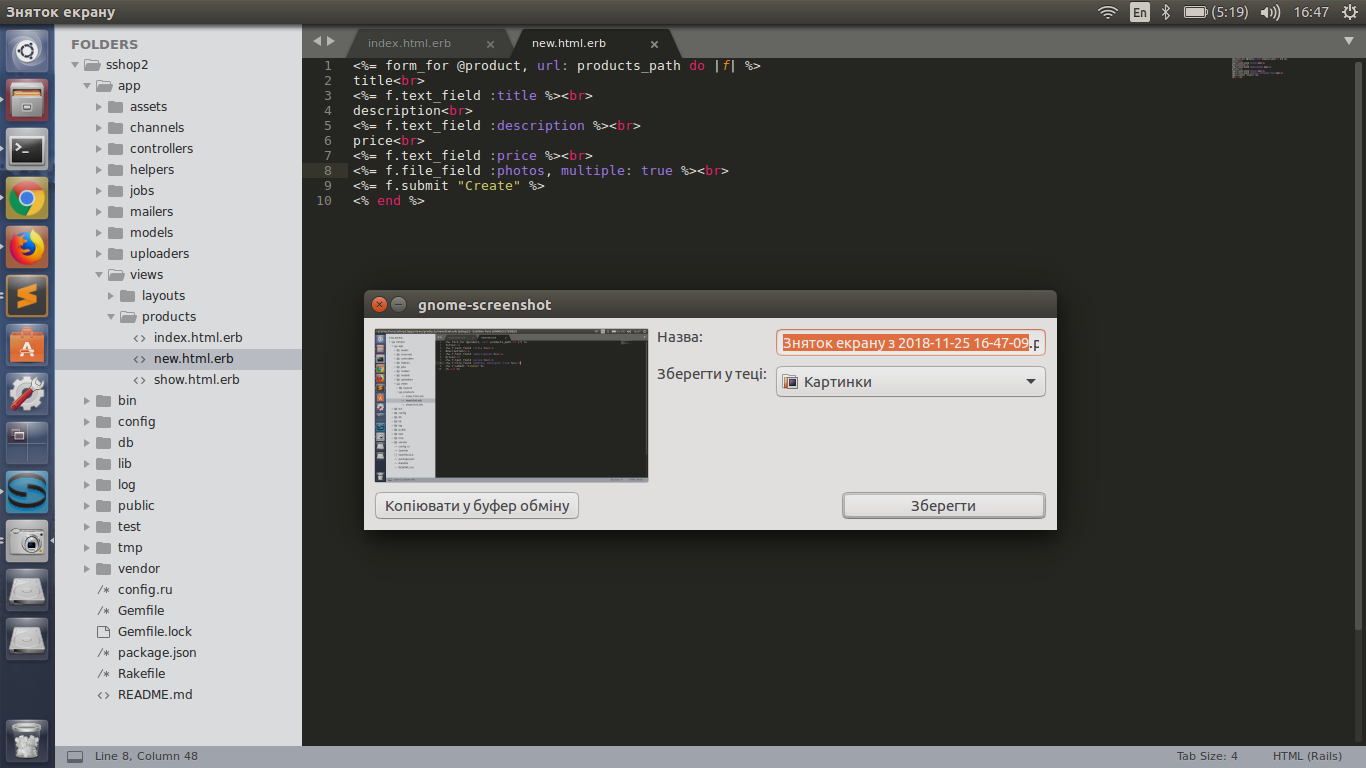 Зняток екрану
En
(5:19)
16:47
FOLDERS
sshop2
app
assets
channels
controllers
helpers
jobs
mailers
models
uploaders
views
layouts
products
index.html.erb
new.html.erb
show.html.erb
bin
config
db
lib
log
public
test
tmp
vendor
/* config.ru
/* Gemfile
Gemfile.lock
/* package.json
/* Rakefile
<> README.md
index.html.erb ×
new.html.erb ×
1 <%= form_for @product, url: products_path do |f| %>
2 title<br>
3 <%= f.text_field :title %><br>
4 description<br>
5 <%= f.text_field :description %><br>
6 price<br>
7 <%= f.text_field :price %><br>
8 <%= f.file_field :photos, multiple: true %><br>
9 <%= f.submit "Create" %>
10 <% end %>
gnome-screenshot
Назва:
Зняток екрану з 2018-11-25 16-47-09.p
Зберегти у теці:
Картинки
Копіювати у буфер обміну
Зберегти
Line 8, Column 48
Tab Size: 4
HTML (Rails)